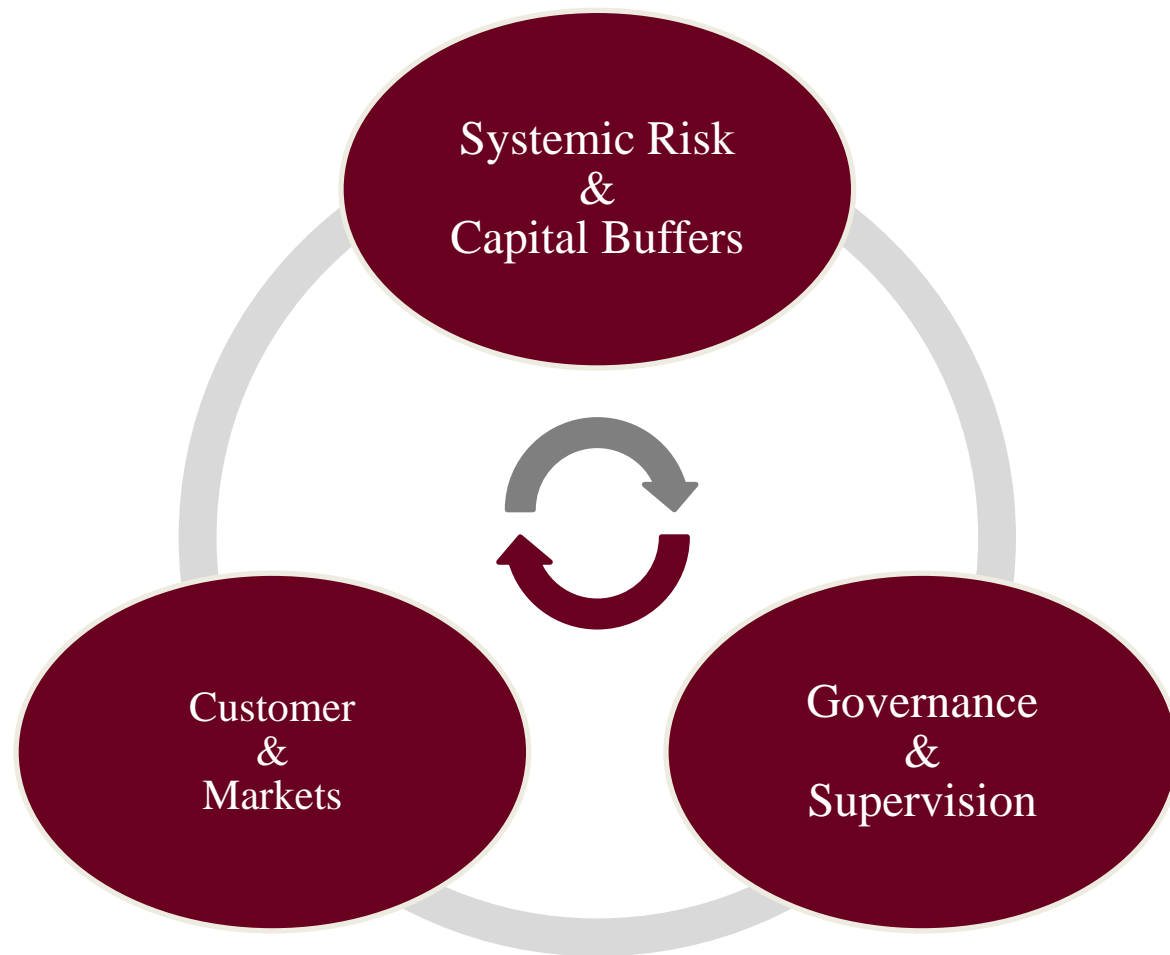 Systemic Risk
&
Capital Buffers
Customer
&
Markets
Governance
&
Supervision